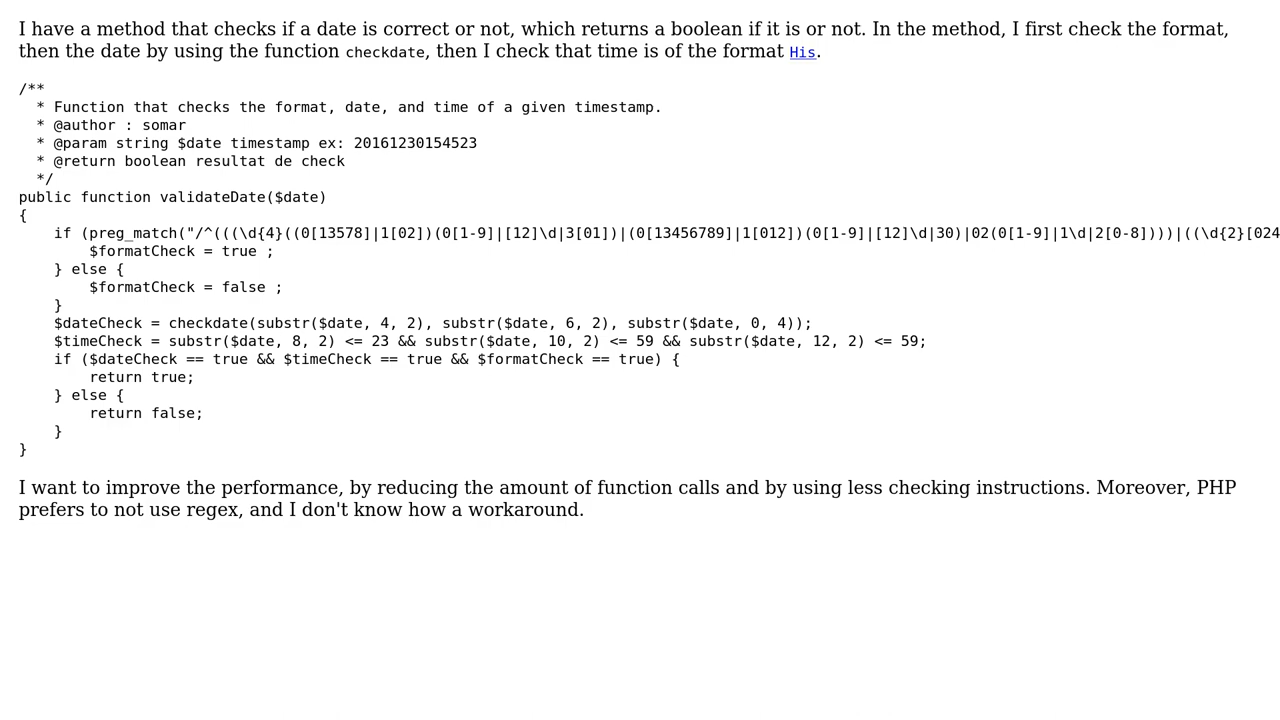 I have a method that checks if a date is correct or not, which returns a boolean if it is or not. In the method, I first check the format,
then the date by using the function checkdate, then I check that time is of the format His.
/**
  * Function that checks the format, date, and time of a given timestamp.
  * @author : somar
  * @param string $date timestamp ex: 20161230154523
  * @return boolean resultat de check
  */
public function validateDate($date)
{
    if (preg_match("/^(((\d{4}((0[13578]|1[02])(0[1-9]|[12]\d|3[01])|(0[13456789]|1[012])(0[1-9]|[12]\d|30)|02(0[1-9]|1\d|2[0-8])))|((\d{2}[024
        $formatCheck = true ;
    } else {
        $formatCheck = false ;
    }
    $dateCheck = checkdate(substr($date, 4, 2), substr($date, 6, 2), substr($date, 0, 4));
    $timeCheck = substr($date, 8, 2) <= 23 && substr($date, 10, 2) <= 59 && substr($date, 12, 2) <= 59;
    if ($dateCheck == true && $timeCheck == true && $formatCheck == true) {
        return true;
    } else {
        return false;
    }
}
I want to improve the performance, by reducing the amount of function calls and by using less checking instructions. Moreover, PHP
prefers to not use regex, and I don't know how a workaround.